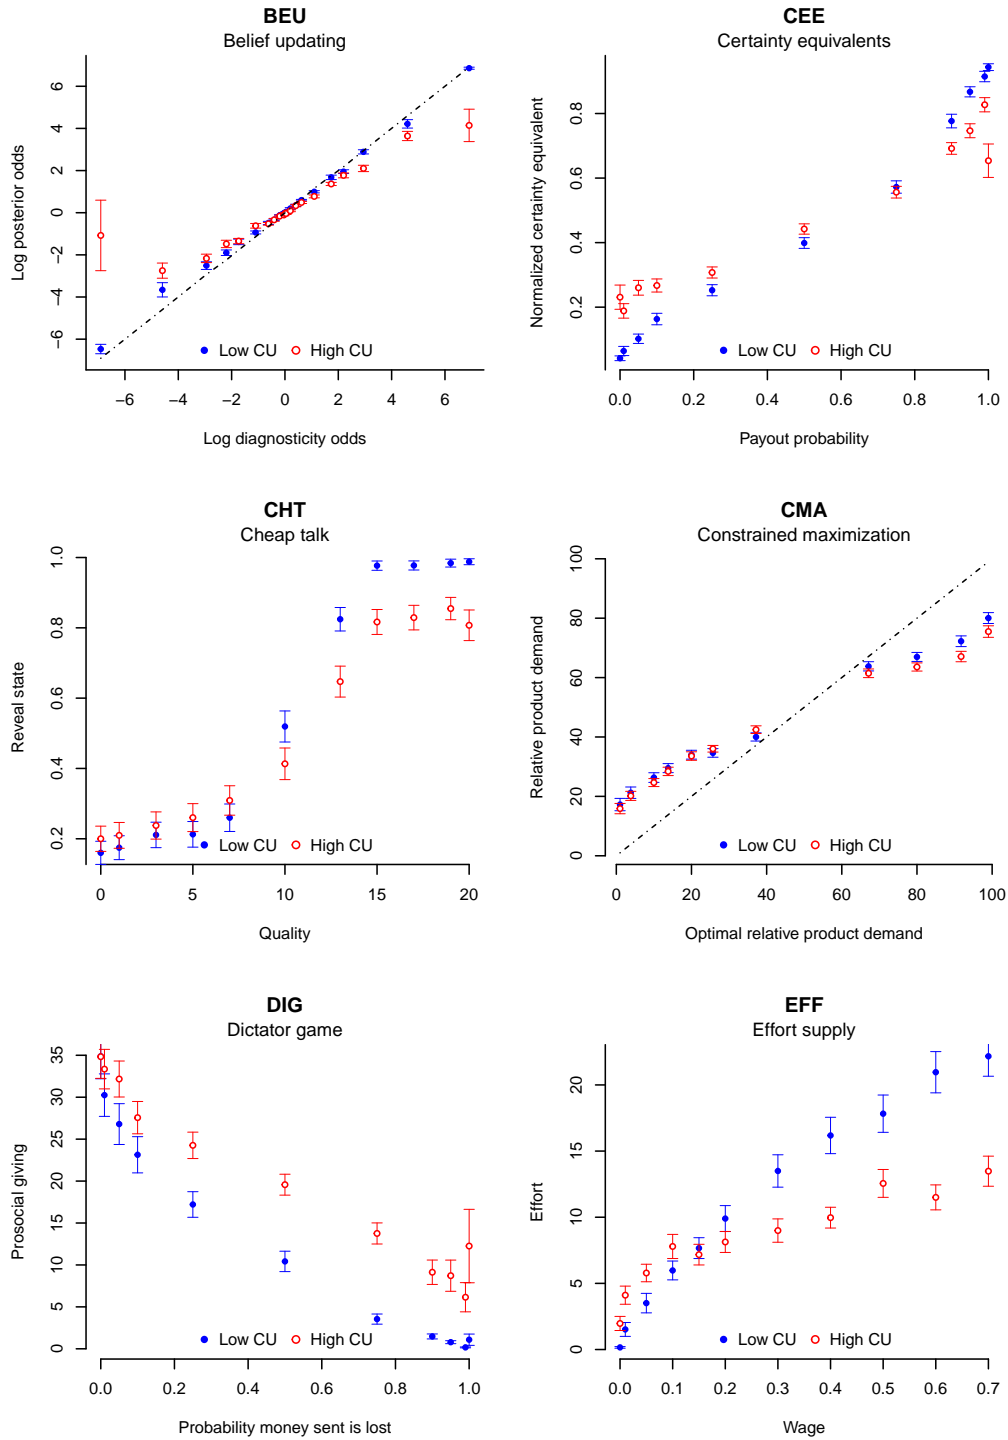 BEU
Belief updating
Log posterior odds
6
4
2
0
−2
−4
−6
Low CU High CU
−6 −4 −2 0 2 4 6
Log diagnosticity odds
CEE
Certainty equivalents
Normalized certainty equivalent
0.8
0.6
0.4
0.2
Low CU High CU
0.0 0.2 0.4 0.6 0.8 1.0
Payout probability
CHT
Cheap talk
Reveal state
1.0
0.8
0.6
0.4
0.2
Low CU High CU
0 5 10 15 20
Quality
CMA
Constrained maximization
Relative product demand
100
80
60
40
20
0
Low CU High CU
0 20 40 60 80 100
Optimal relative product demand
DIG
Dictator game
Prosocial giving
35
30
25
20
15
10
5
0
Low CU High CU
0.0 0.2 0.4 0.6 0.8 1.0
Probability money sent is lost
EFF
Effort supply
Effort
20
15
10
5
0
Low CU High CU
0.0 0.1 0.2 0.3 0.4 0.5 0.6 0.7
Wage